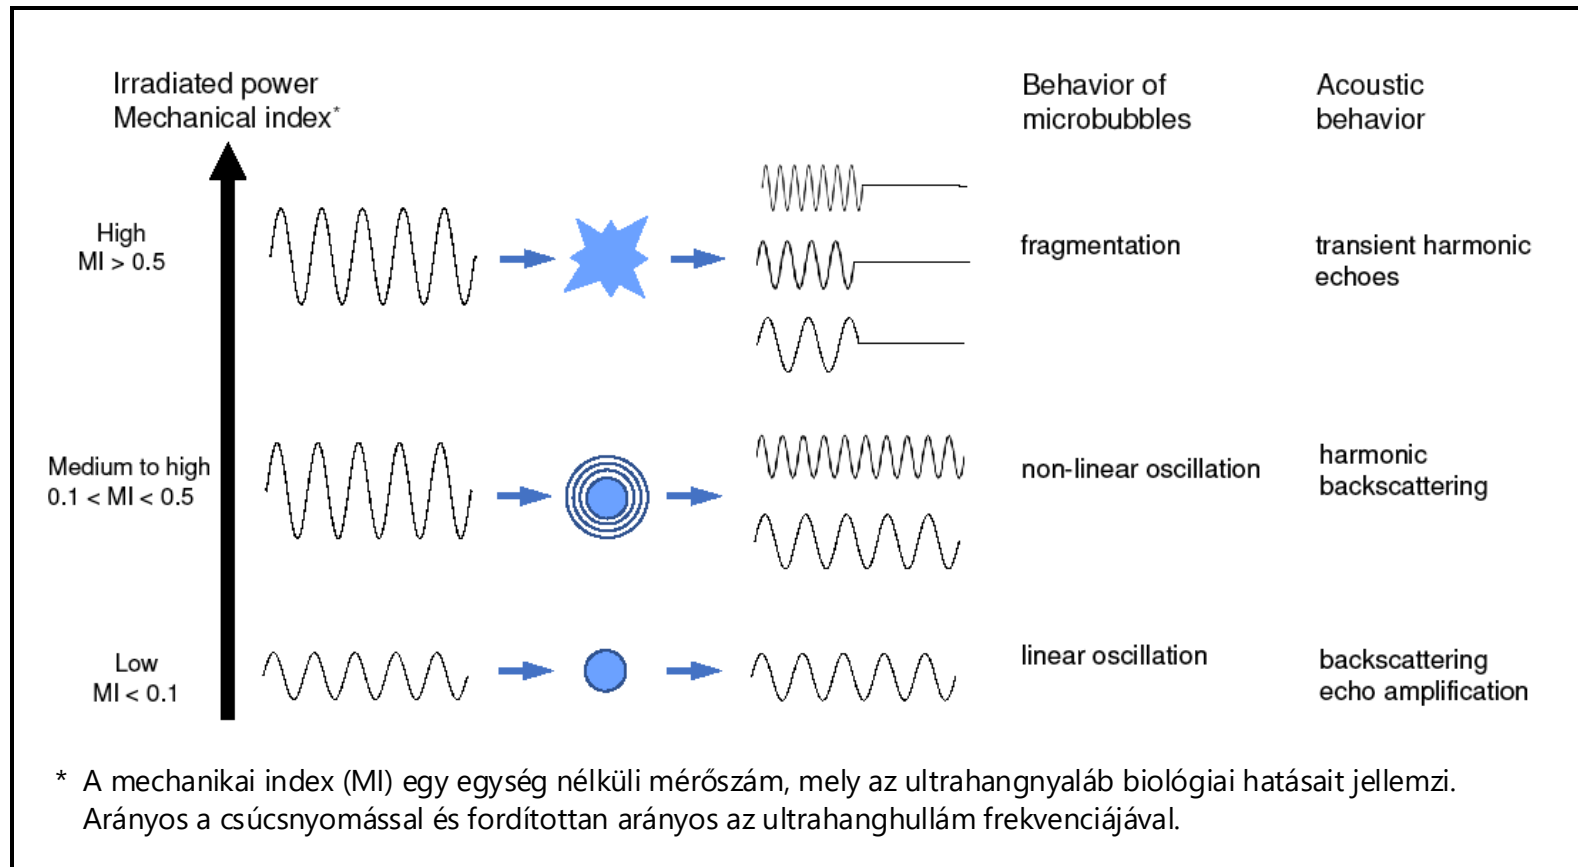 Irradiated power
Mechanical index*
Behavior of
microbubbles
Acoustic
behavior
High
MI > 0.5
fragmentation
transient harmonic
echoes
Medium to high
0.1 < MI < 0.5
non-linear oscillation
harmonic
backscattering
Low
MI < 0.1
linear oscillation
backscattering
echo amplification
* A mechanikai index (MI) egy egység nélküli mérőszám, mely az ultrahangnyaláb biológiai hatásait jellemzi.
Arányos a csúcsnyomással és fordítottan arányos az ultrahanghullám frekvenciájával.